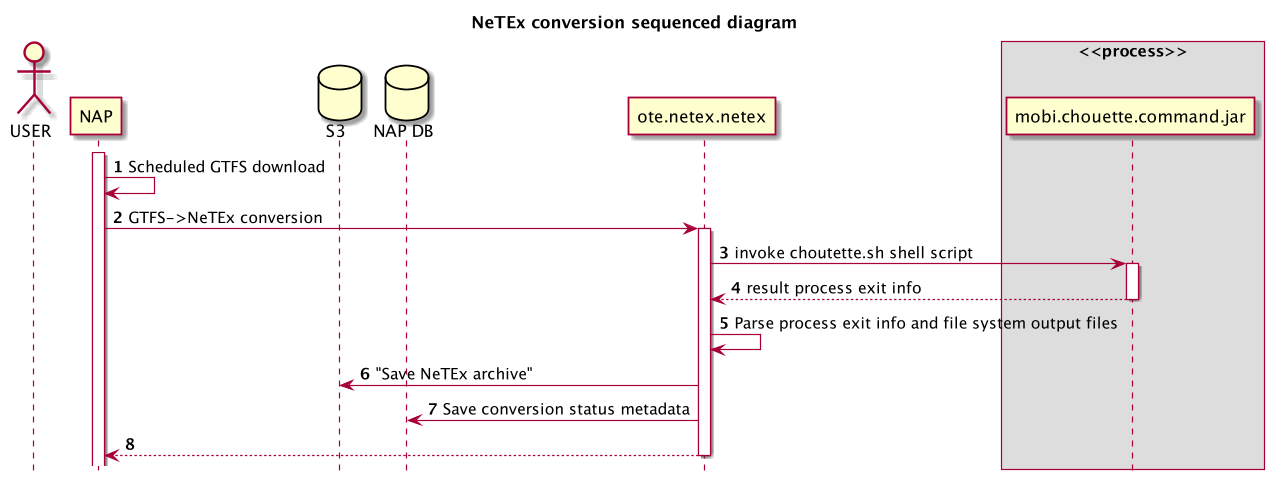 NeTEx conversion sequenced diagram
<<process>>
USER
NAP
S3
NAP DB
ote.netex.netex
mobi.chouette.command.jar
1 Scheduled GTFS download
2 GTFS->NeTEx conversion
3 invoke choutette.sh shell script
4 result process exit info
5 Parse process exit info and file system output files
6 "Save NeTEx archive"
7 Save conversion status metadata
8